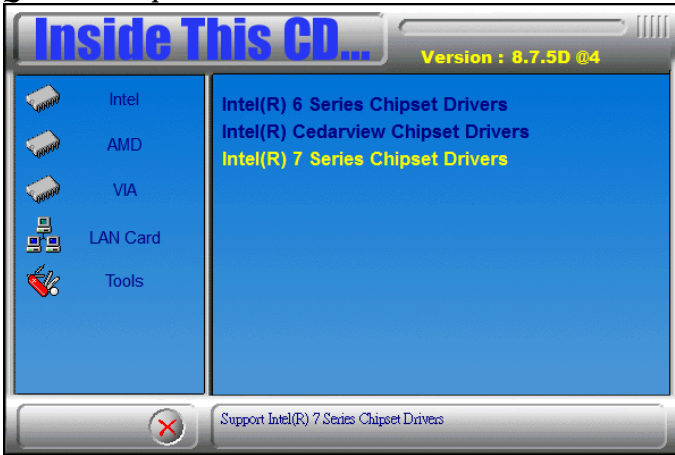 Inside This CD...
Version : 8.7.5D @4
Intel
AMD
VIA
LAN Card
Tools
Intel(R) 6 Series Chipset Drivers
Intel(R) Cedarview Chipset Drivers
Intel(R) 7 Series Chipset Drivers
Support Intel(R) 7 Series Chipset Drivers